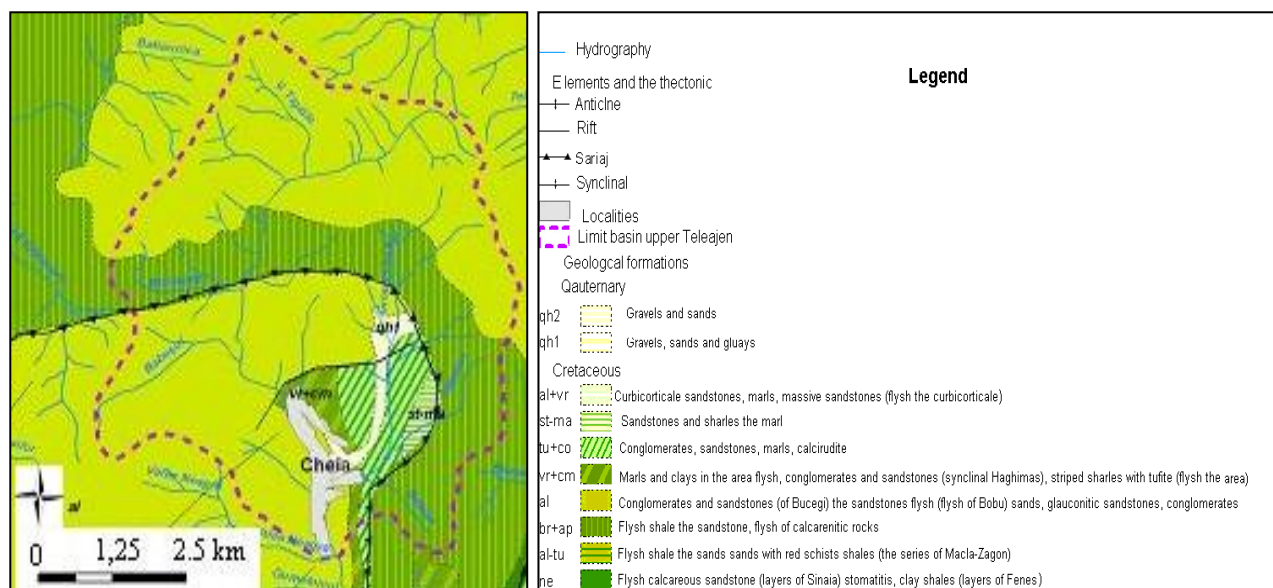 qh1
vr+cm
st-ma
Cheia
al
0 1,25 2.5 km
Legend
Hydrography
Elements and the thectonic
Anticlne
Rift
Sariaj
Synclinal
Localities
Limit basin upper Teleajen
Geologcal formations
Qauternary
qh2 Gravels and sands
qh1 Gravels, sands and gluays
Cretaceous
al+vr Curbicorticale sandstones, marls, massive sandstones (flysh the curbicorticale)
st-ma Sandstones and sharles the marl
tu+co Conglomerates, sandstones, marls, calcirudite
vr+cm Marls and clays in the area flysh, conglomerates and sandstones (synclinal Haghimas), striped sharles with tufite (flysh the area)
al Conglomerates and sandstones (of Bucegi) the sandstones flysh (flysh of Bobu) sands, glauconitic sandstones, conglomerates
br+ap Flysh shale the sandstone, flysh of calcarenitic rocks
al-tu Flysh shale the sands sands with red schists shales (the series of Macla-Zagon)
ne Flysh calcareous sandstone (layers of Sinaia) stomatitis, clay shales (layers of Fenes)